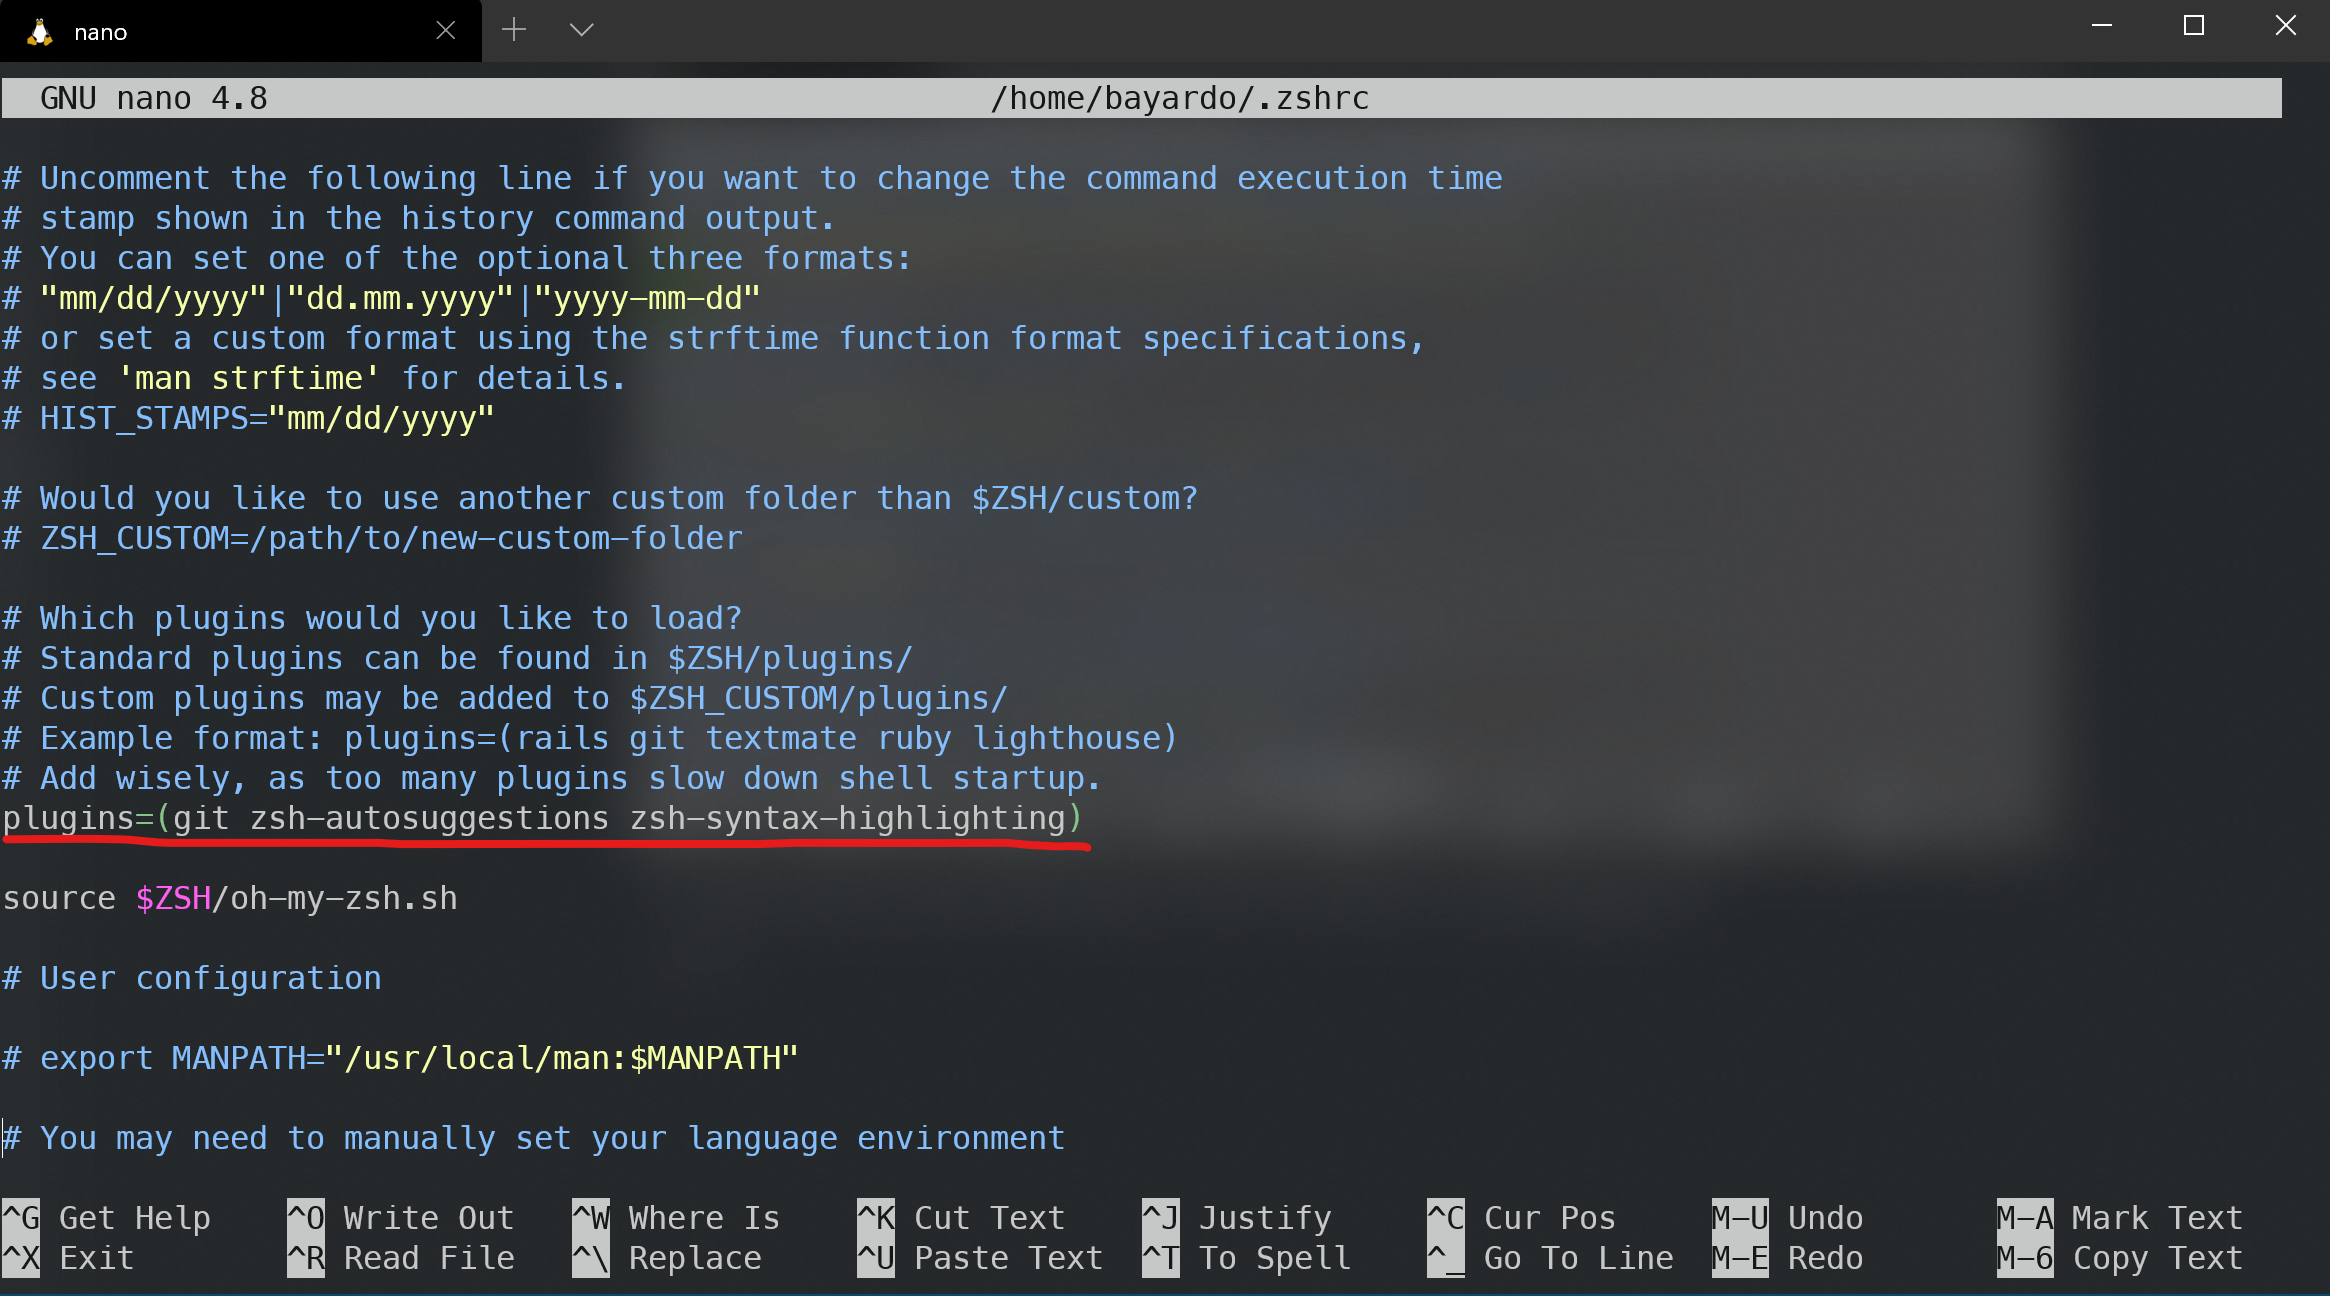 nano
GNU nano 4.8 /home/bayardo/.zshrc
# Uncomment the following line if you want to change the command execution time
# stamp shown in the history command output.
# You can set one of the optional three formats:
# "mm/dd/yyyy"|"dd.mm.yyyy"|"yyyy-mm-dd"
# or set a custom format using the strftime function format specifications,
# see 'man strftime' for details.
# HIST_STAMPS="mm/dd/yyyy"
# Would you like to use another custom folder than $ZSH/custom?
# ZSH_CUSTOM=/path/to/new-custom-folder
# Which plugins would you like to load?
# Standard plugins can be found in $ZSH/plugins/
# Custom plugins may be added to $ZSH_CUSTOM/plugins/
# Example format: plugins=(rails git textmate ruby lighthouse)
# Add wisely, as too many plugins slow down shell startup.
plugins=(git zsh-autosuggestions zsh-syntax-highlighting)
source $ZSH/oh-my-zsh.sh
# User configuration
# export MANPATH="/usr/local/man:$MANPATH"
# You may need to manually set your language environment
^G Get Help ^O Write Out ^W Where Is ^K Cut Text ^J Justify ^C Cur Pos M-U Undo M-A Mark Text
^X Exit ^R Read File ^\ Replace ^U Paste Text ^T To Spell ^_ Go To Line M-E Redo M-6 Copy Text